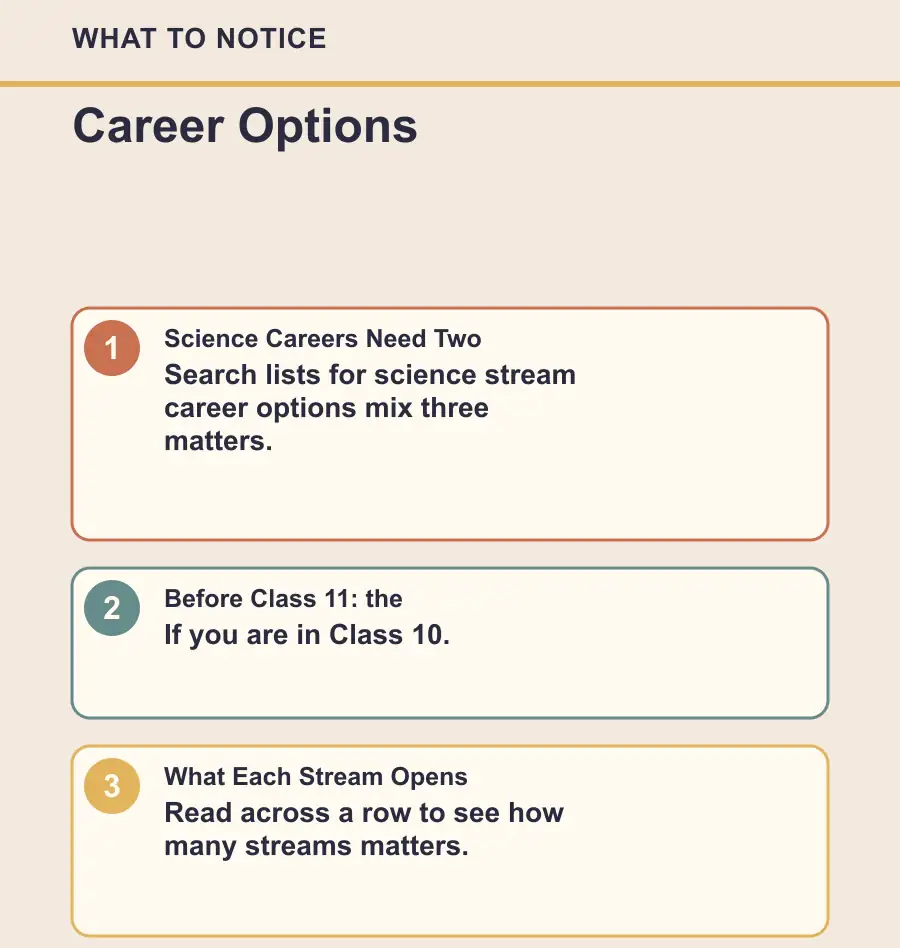 WHAT TO NOTICE
Career Options
1
Science Careers Need Two
Search lists for science stream
career options mix three
matters.
2
Before Class 11: the
If you are in Class 10.
3
What Each Stream Opens
Read across a row to see how
many streams matters.